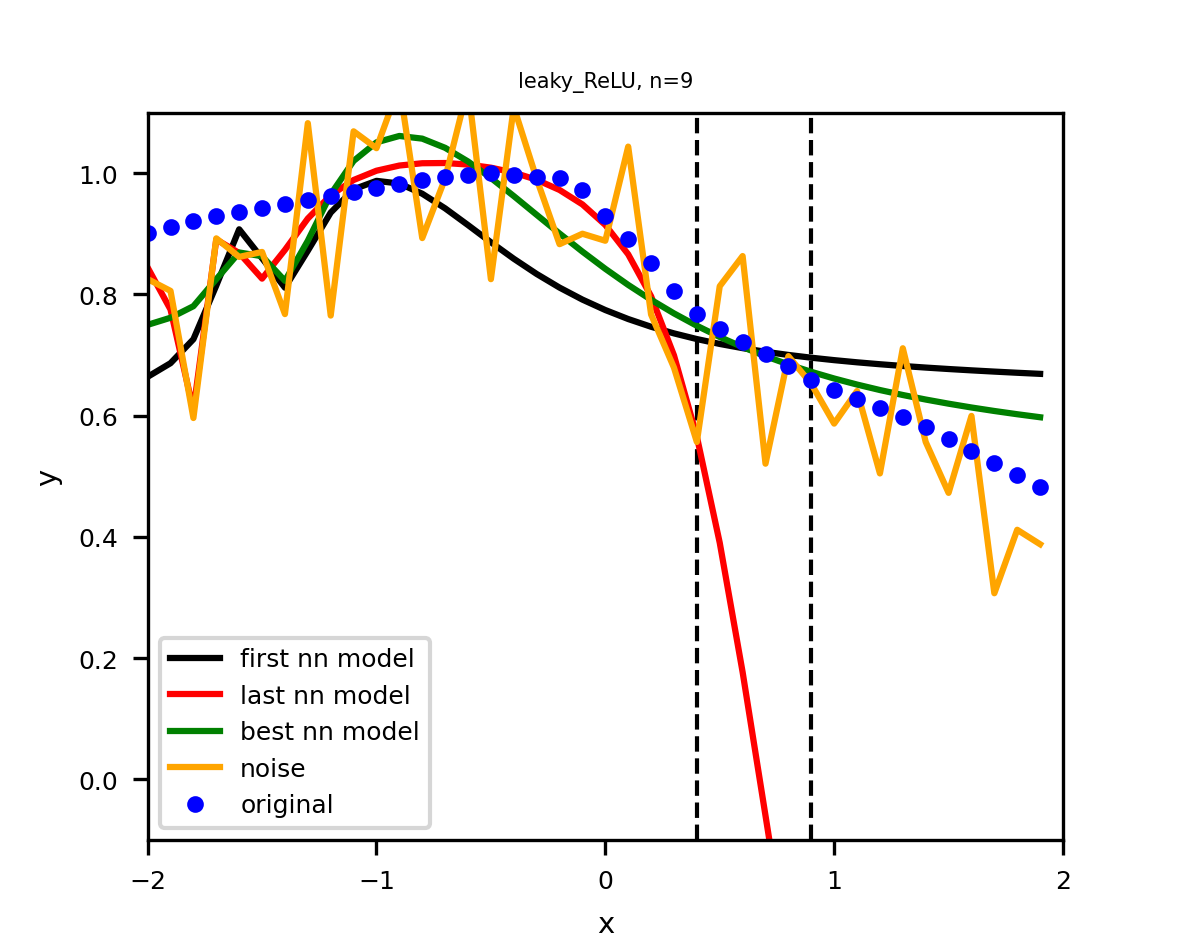 leaky_ReLU, n=9
y
1.0
0.8
0.6
0.4
0.2
0.0
first nn model
last nn model
best nn model
noise
original
−2
−1
0
1
2
x